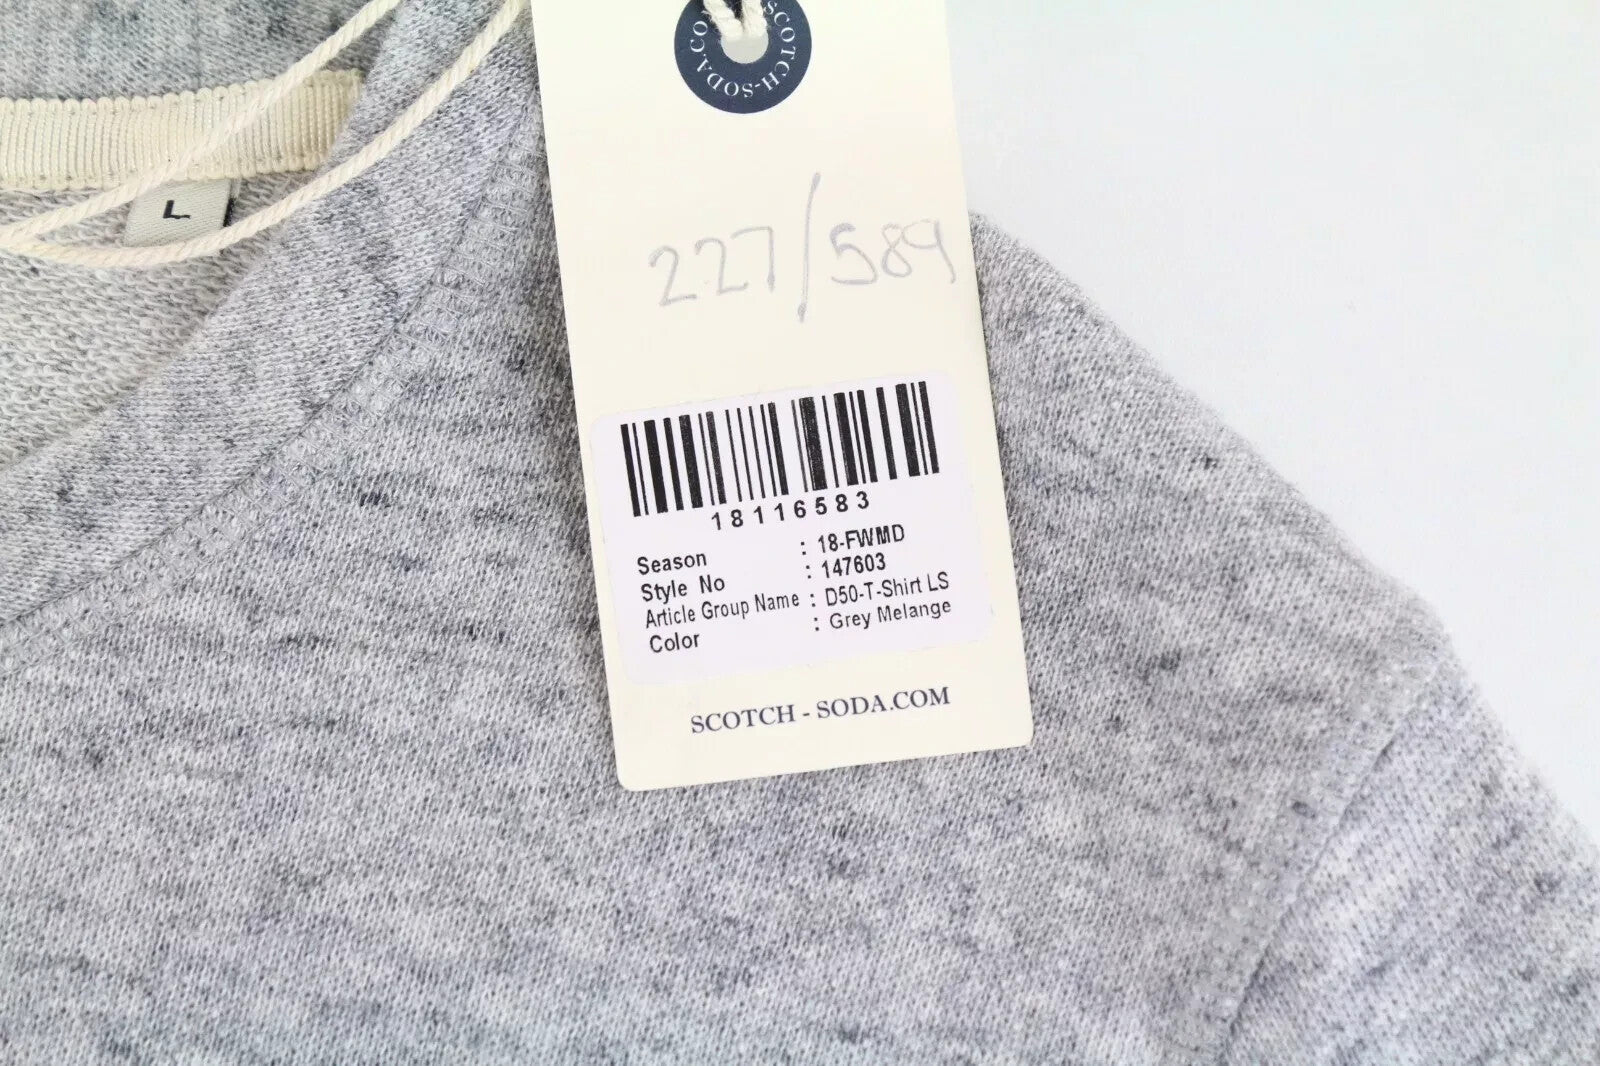 SCOTCH-SODA.CO
L
227/589
18116583
Season : 18-FWMD
Style No : 147603
Article Group Name : D50-T-Shirt LS
Color : Grey Melange
SCOTCH - SODA.COM